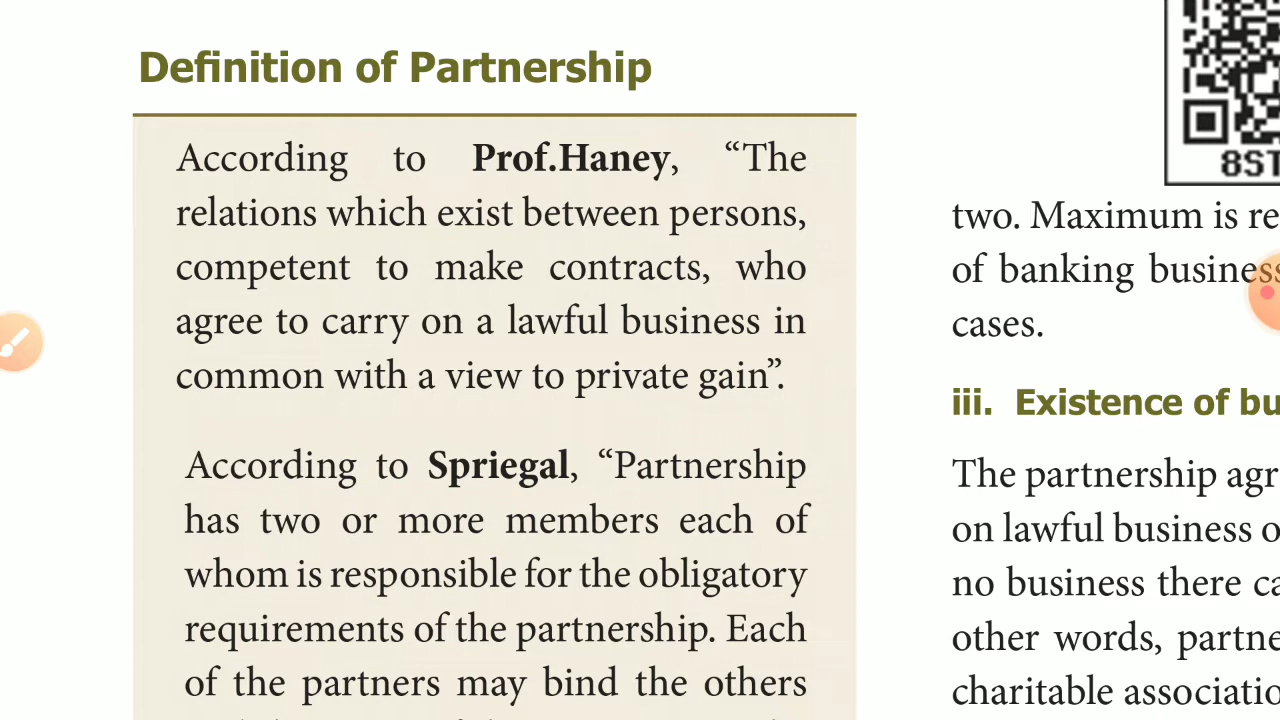 Definition of Partnership
According to Prof.Haney, “The
relations which exist between persons,
competent to make contracts, who
agree to carry on a lawful business in
common with a view to private gain”.
According to Spriegal, “Partnership
has two or more members each of
whom is responsible for the obligatory
requirements of the partnership. Each
of the partners may bind the others
8ST
two. Maximum is re
of banking business
cases.
iii. Existence of bu
The partnership agr
on lawful business o
no business there ca
other words, partne
charitable associatio